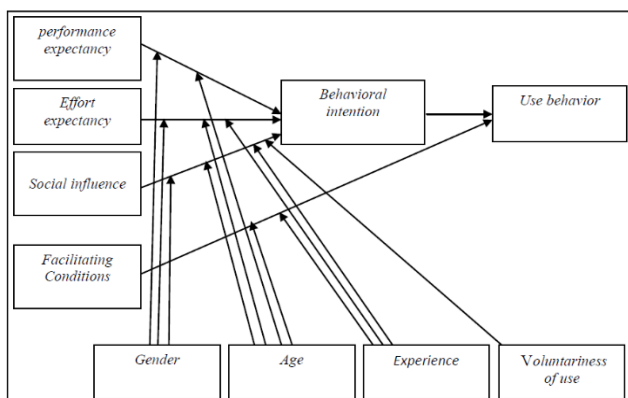 performance
expectancy
Effort
expectancy
Social influence
Facilitating
Conditions
Behavioral
intention
Use behavior
Gender
Age
Experience
Voluntariness
of use